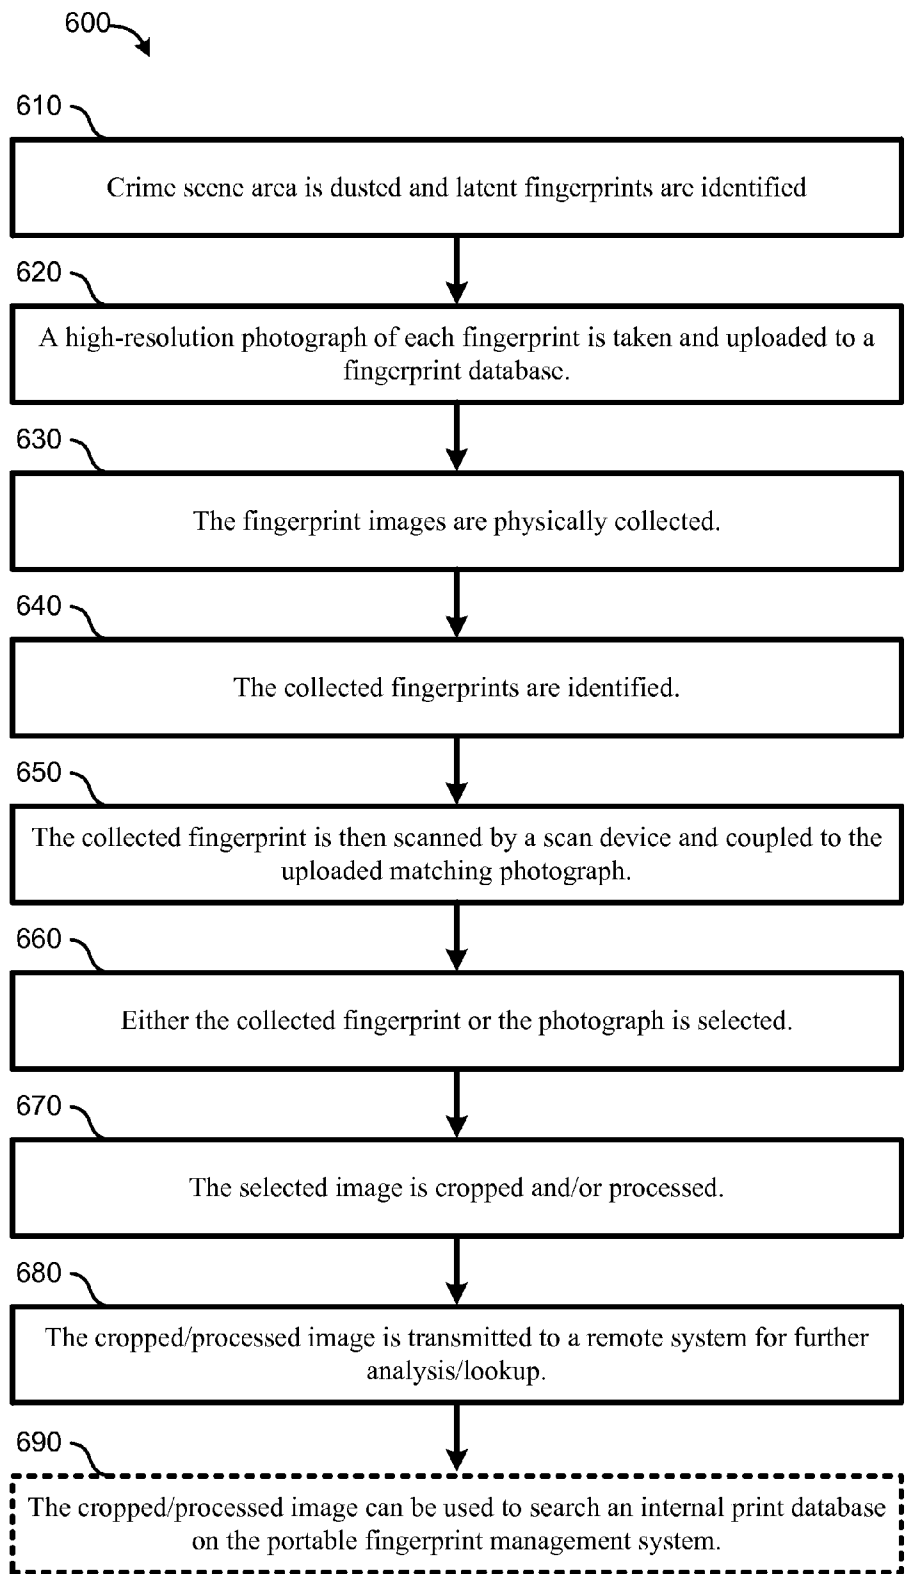 600
610
Crime scene area is dusted and latent fingerprints are identified
620
A high-resolution photograph of each fingerprint is taken and uploaded to a
fingerprint database.
630
The fingerprint images are physically collected.
640
The collected fingerprints are identified.
650
The collected fingerprint is then scanned by a scan device and coupled to the
uploaded matching photograph.
660
Either the collected fingerprint or the photograph is selected.
670
The selected image is cropped and/or processed.
680
The cropped/processed image is transmitted to a remote system for further
analysis/lookup.
690
The cropped/processed image can be used to search an internal print database
on the portable fingerprint management system.